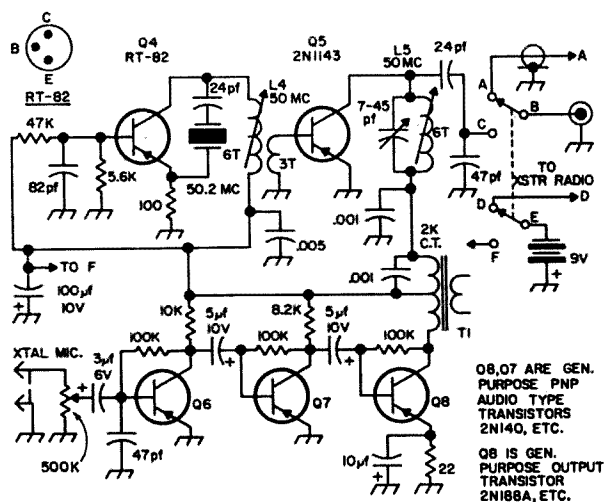 C
B
E
RT-82
Q4
RT-82
Q5
2N1143
L5
50 MC
24pf
24pf
L4
50 MC
7-45
pf
6T
6T
3T
A
A
B
C
47K
82pf
5.6K
100
50.2 MC
.005
.001
47pf
TO
XSTR RADIO
D
D
E
F
9V
+
2K
C.T.
.001
T1
TO F
100µf
10V
+
10K
5µf
10V
+
8.2K
5µf
10V
+
100K
100K
100K
XTAL MIC.
3µf
6V
+
Q6
Q7
Q8
500K
47pf
10µf
+
22
Q8,Q7 ARE GEN.
PURPOSE PNP
AUDIO TYPE
TRANSISTORS
2N140, ETC.
Q8 IS GEN.
PURPOSE OUTPUT
TRANSISTOR
2N188A, ETC.